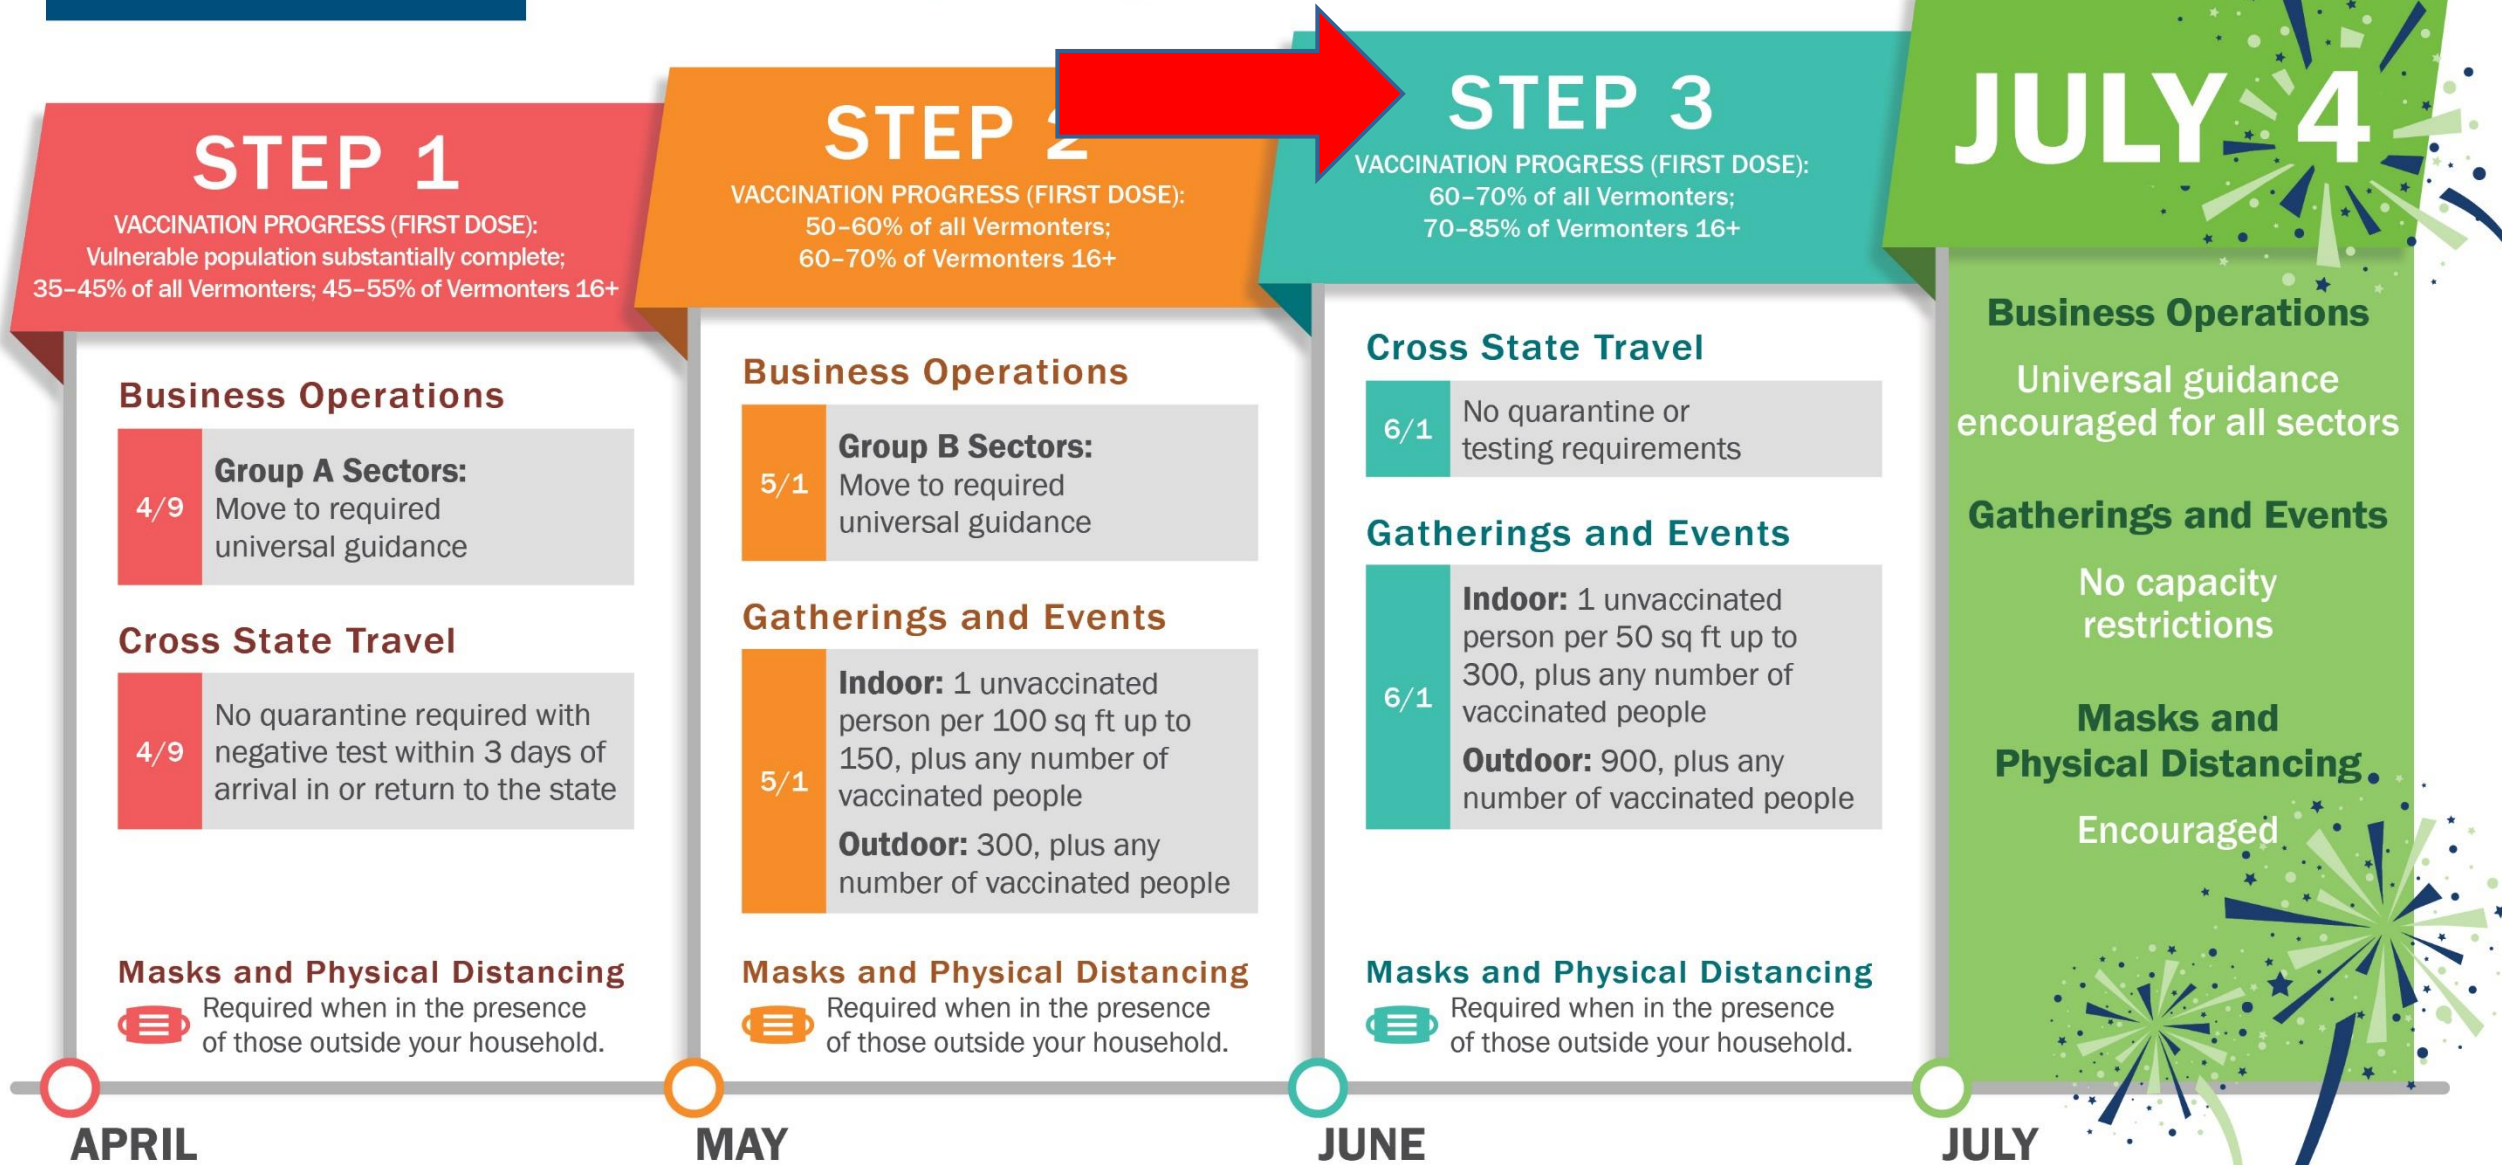 STEP 1
VACCINATION PROGRESS (FIRST DOSE):
Vulnerable population substantially complete;
35–45% of all Vermonters; 45–55% of Vermonters 16+
Business Operations
4/9
Group A Sectors:
Move to required
universal guidance
Cross State Travel
4/9
No quarantine required with
negative test within 3 days of
arrival in or return to the state
Masks and Physical Distancing
Required when in the presence
of those outside your household.
APRIL
STEP 2
VACCINATION PROGRESS (FIRST DOSE):
50–60% of all Vermonters;
60–70% of Vermonters 16+
Business Operations
5/1
Group B Sectors:
Move to required
universal guidance
Gatherings and Events
5/1
Indoor: 1 unvaccinated
person per 100 sq ft up to
150, plus any number of
vaccinated people
Outdoor: 300, plus any
number of vaccinated people
Masks and Physical Distancing
Required when in the presence
of those outside your household.
MAY
STEP 3
VACCINATION PROGRESS (FIRST DOSE):
60–70% of all Vermonters;
70–85% of Vermonters 16+
Cross State Travel
6/1
No quarantine or
testing requirements
Gatherings and Events
6/1
Indoor: 1 unvaccinated
person per 50 sq ft up to
300, plus any number of
vaccinated people
Outdoor: 900, plus any
number of vaccinated people
Masks and Physical Distancing
Required when in the presence
of those outside your household.
JUNE
JULY 4
Business Operations
Universal guidance
encouraged for all sectors
Gatherings and Events
No capacity
restrictions
Masks and
Physical Distancing
Encouraged
JULY